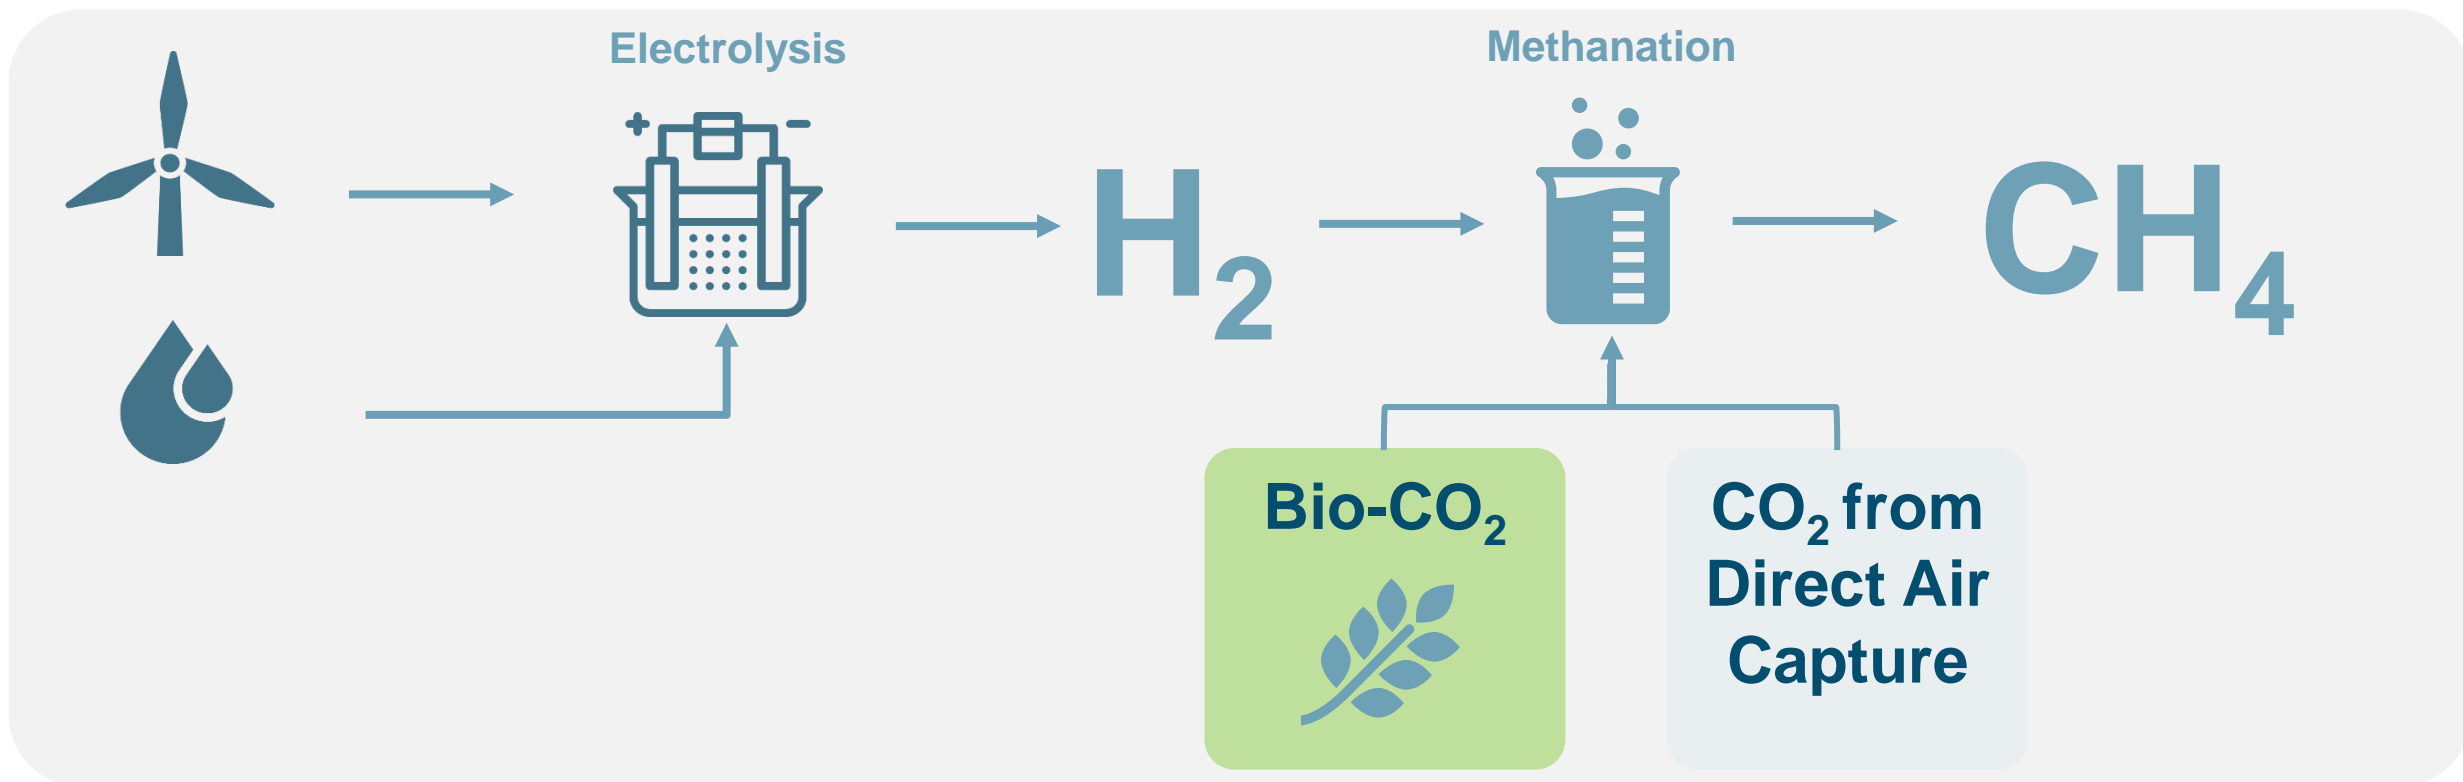 Electrolysis
Methanation
H₂
CH₄
Bio-CO₂
CO₂ from
Direct Air
Capture